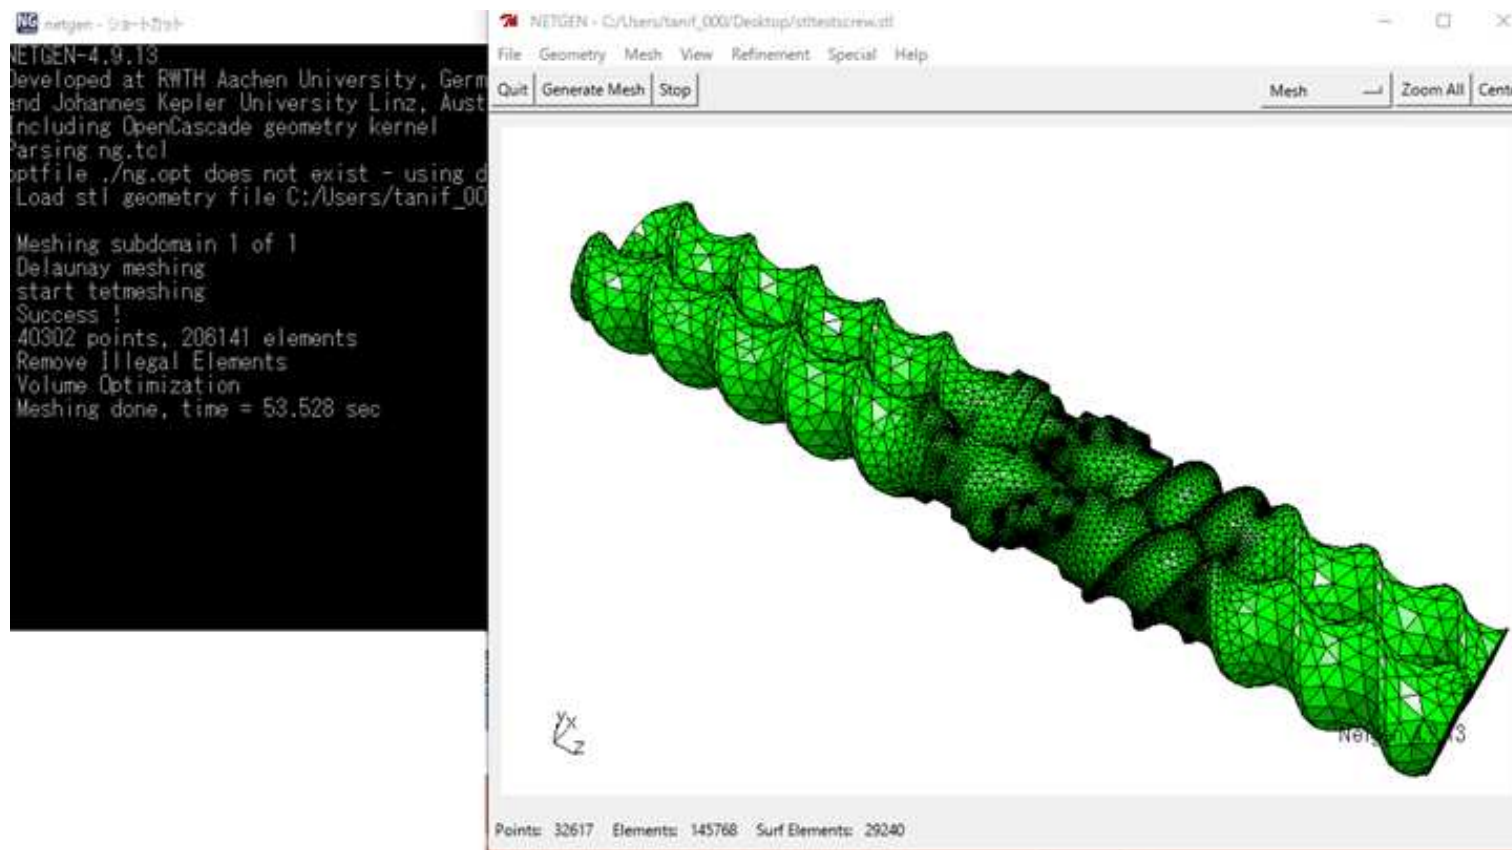 NG netgen - ショートカット
NETGEN-4.9.13
Developed at RWTH Aachen University, Germ
and Johannes Kepler University Linz, Aust
Including OpenCascade geometry kernel
Parsing ng.tcl
optfile ./ng.opt does not exist - using d
Load stl geometry file C:/Users/tanif_00
Meshing subdomain 1 of 1
Delaunay meshing
start tetmeshing
Success !
40302 points, 206141 elements
Remove Illegal Elements
Volume Optimization
Meshing done, time = 53.528 sec
NETGEN - C:/Users/tanif_000/Desktop/stltestscrew.stl
File Geometry Mesh View Refinement Special Help
Quit Generate Mesh Stop Mesh Zoom All Cent
y x
z
Points: 32617 Elements: 145768 Surf Elements: 29240